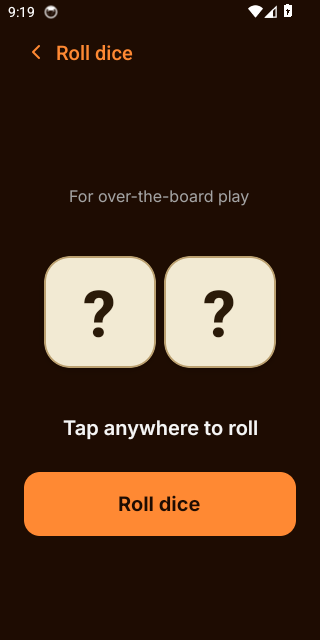 9:19
Roll dice
For over-the-board play
? ?
Tap anywhere to roll
Roll dice